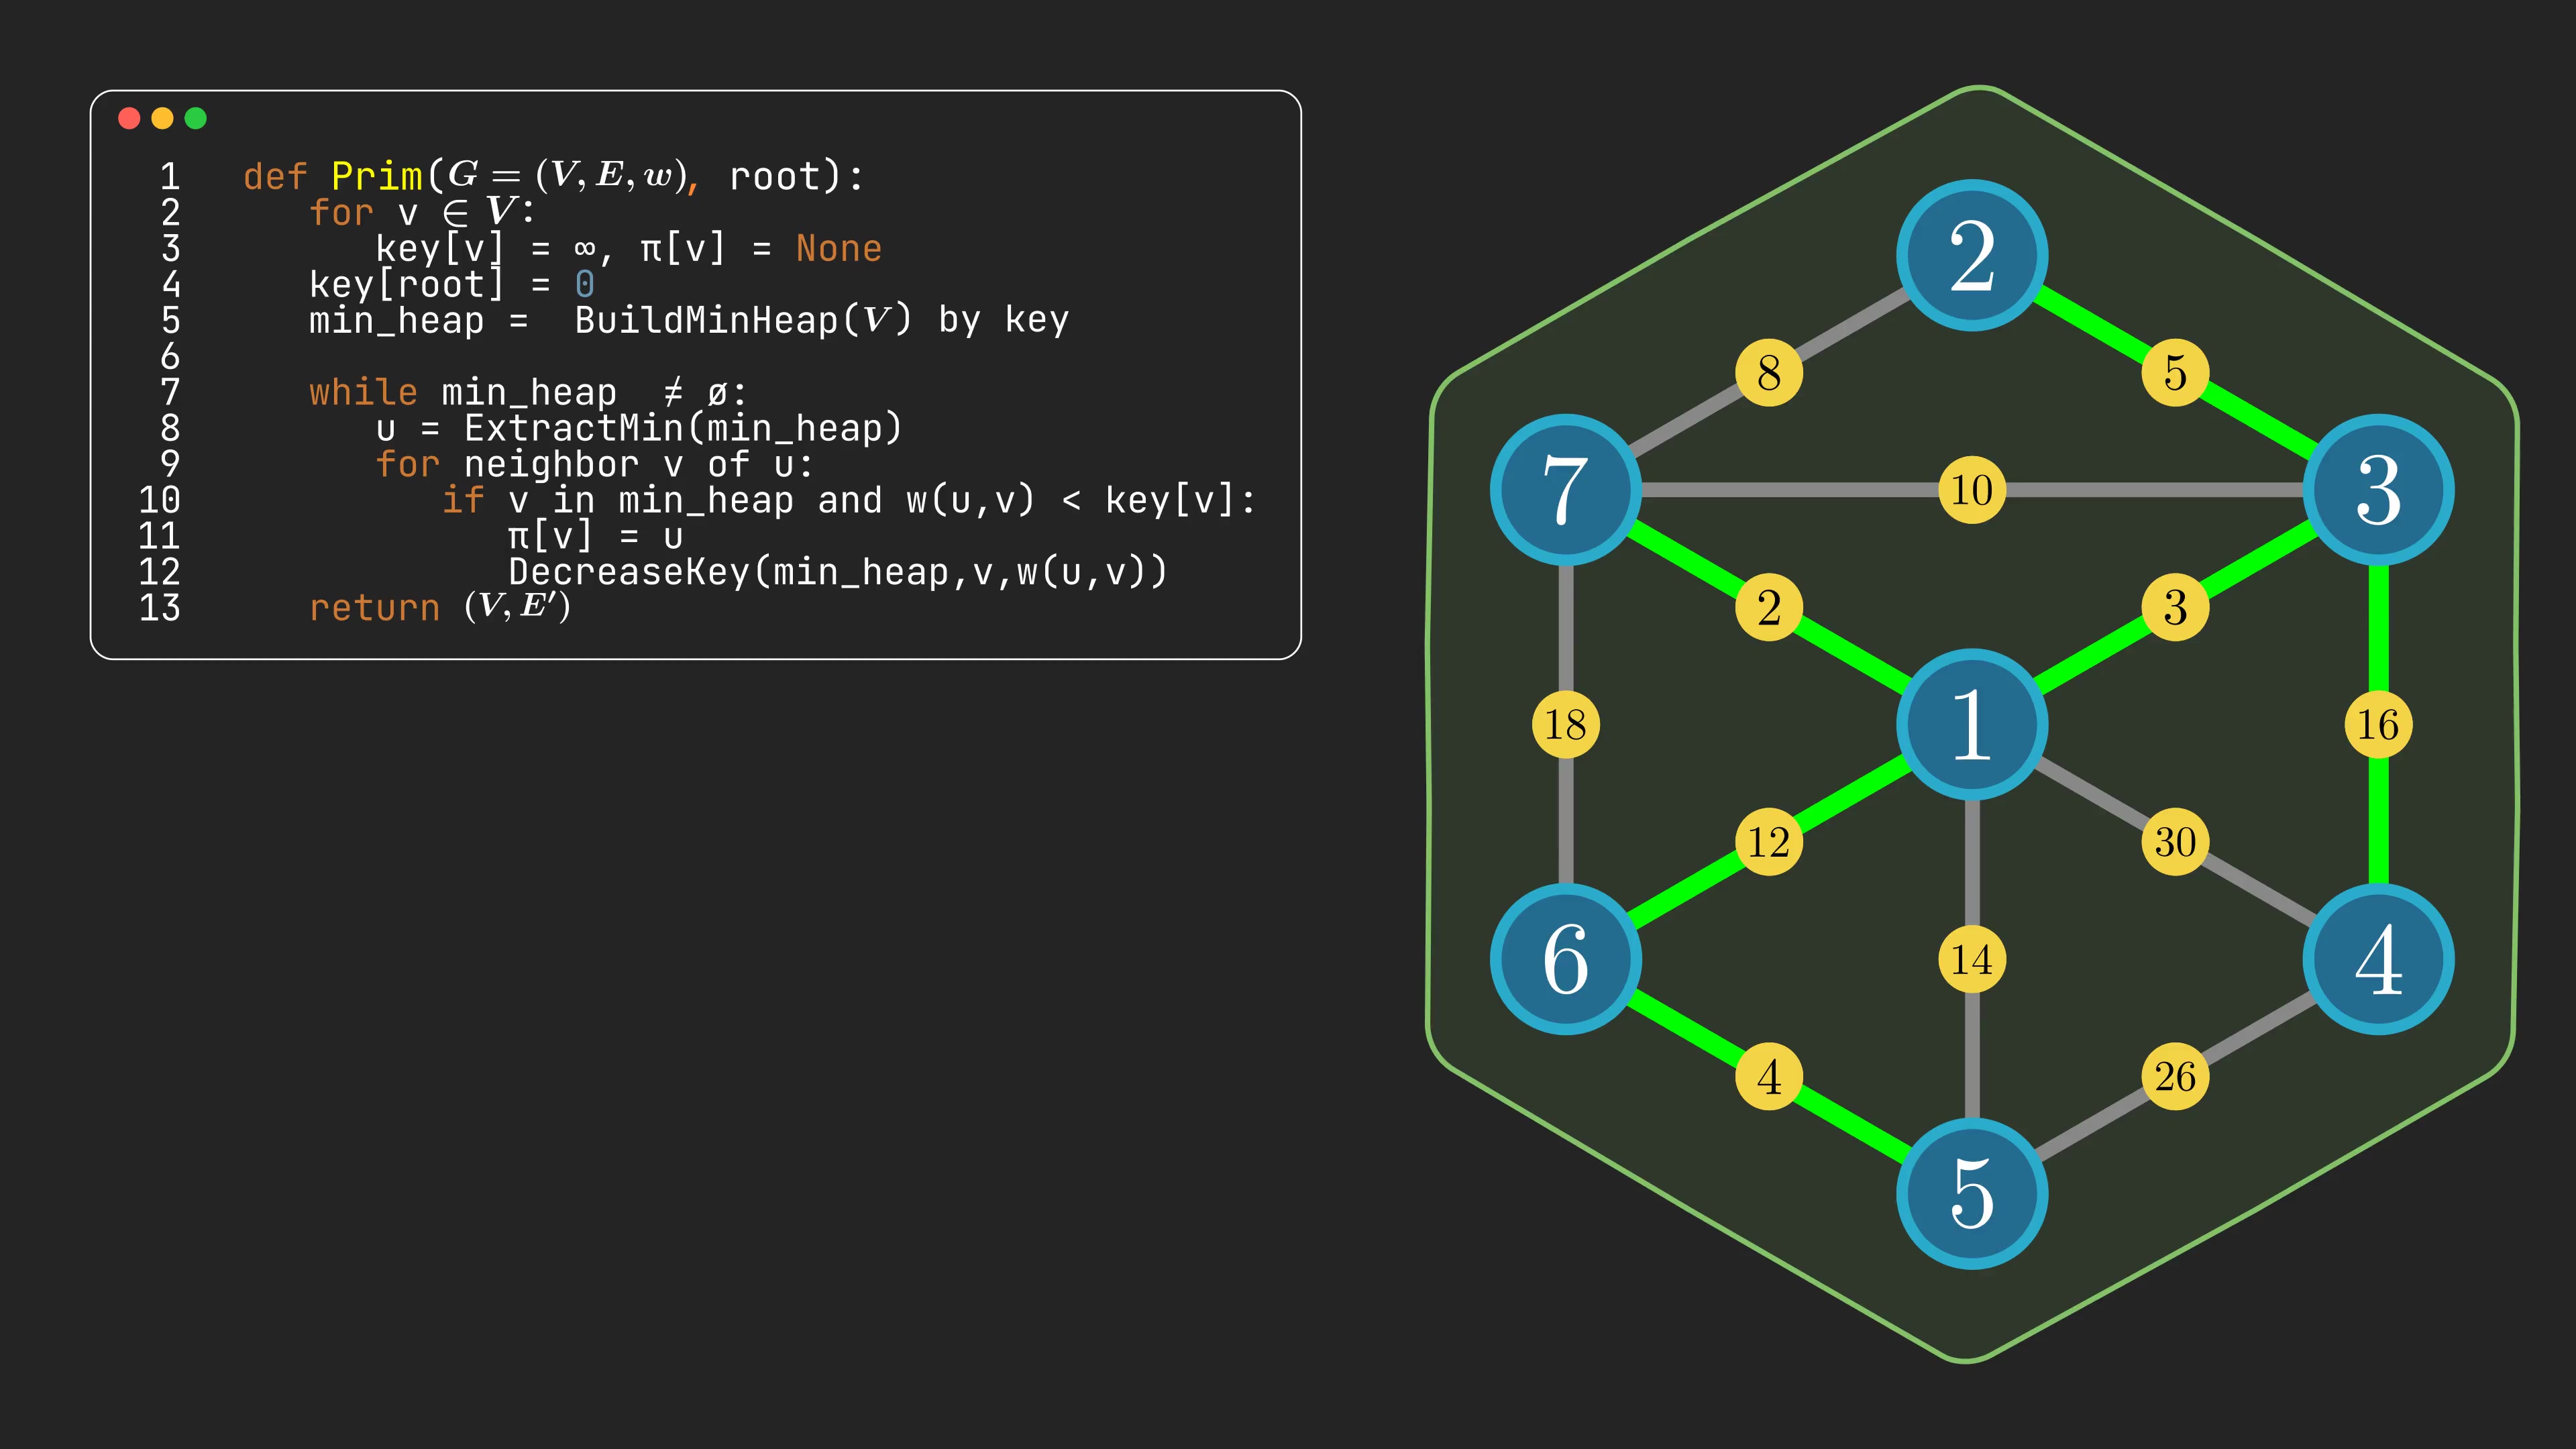 1 def Prim(G = (V, E, w), root):
2 for v ∈ V:
3 key[v] = ∞, π[v] = None
4 key[root] = 0
5 min_heap = BuildMinHeap(V) by key
6
7 while min_heap ≠ ø:
8 u = ExtractMin(min_heap)
9 for neighbor v of u:
10 if v in min_heap and w(u,v) < key[v]:
11 π[v] = u
12 DecreaseKey(min_heap,v,w(u,v))
13 return (V, E′)
2
8
5
7
10
3
2
3
1
18
16
12
30
6
14
4
4
26
5